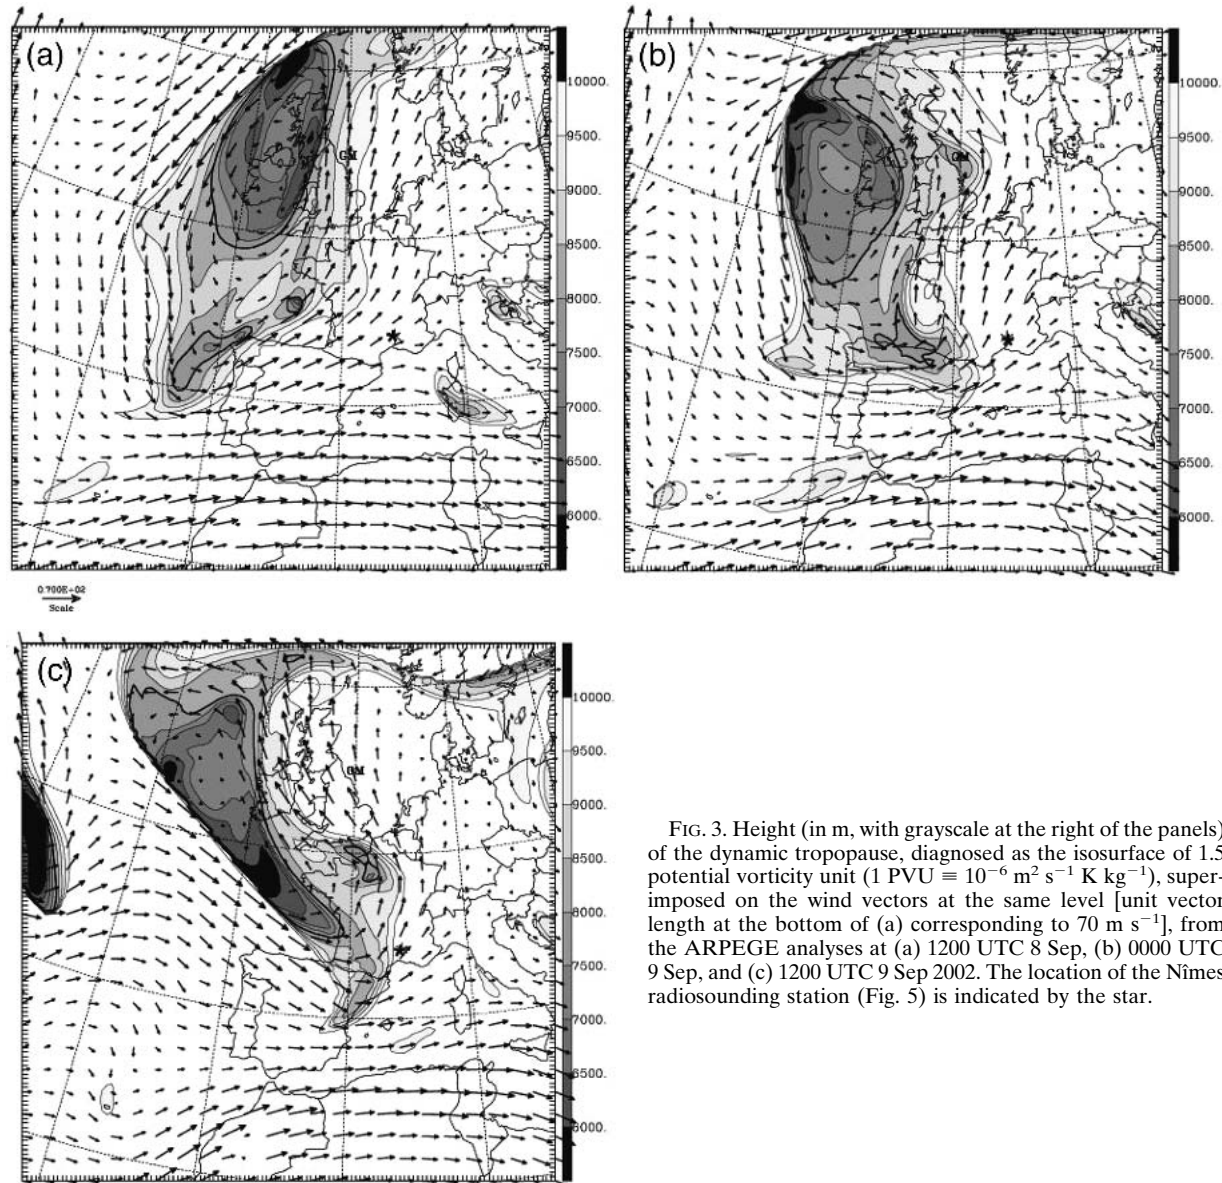 (a)
10000.
9500.
9000.
8500.
8000.
7500.
7000.
6500.
6000.
GM
0.700E+02
Scale
(b)
10000.
9500.
9000.
8500.
8000.
7500.
7000.
6500.
6000.
GM
(c)
10000.
9500.
9000.
8500.
8000.
7500.
7000.
6500.
6000.
GM
FIG. 3. Height (in m, with grayscale at the right of the panels)
of the dynamic tropopause, diagnosed as the isosurface of 1.5
potential vorticity unit (1 PVU ≡ 10⁻⁶ m² s⁻¹ K kg⁻¹), super-
imposed on the wind vectors at the same level [unit vector
length at the bottom of (a) corresponding to 70 m s⁻¹], from
the ARPEGE analyses at (a) 1200 UTC 8 Sep, (b) 0000 UTC
9 Sep, and (c) 1200 UTC 9 Sep 2002. The location of the Nîmes
radiosounding station (Fig. 5) is indicated by the star.